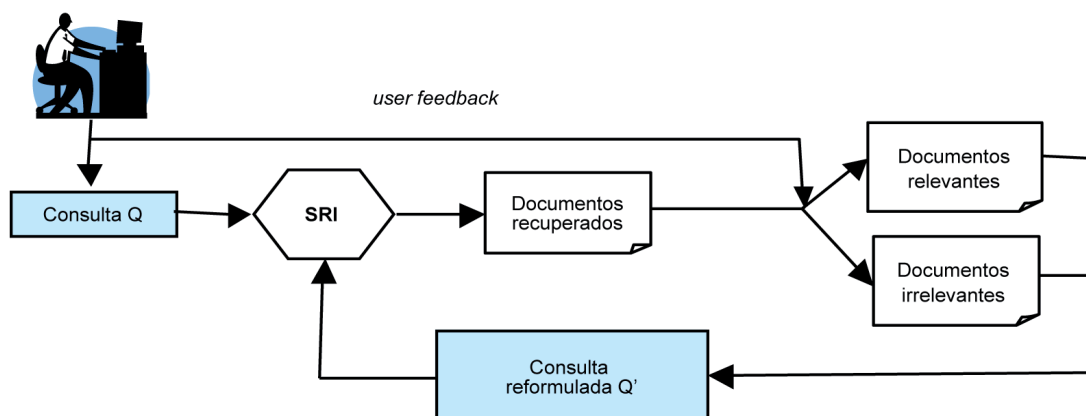 user feedback
Consulta Q
SRI
Documentos
recuperados
Documentos
relevantes
Documentos
irrelevantes
Consulta
reformulada Q’